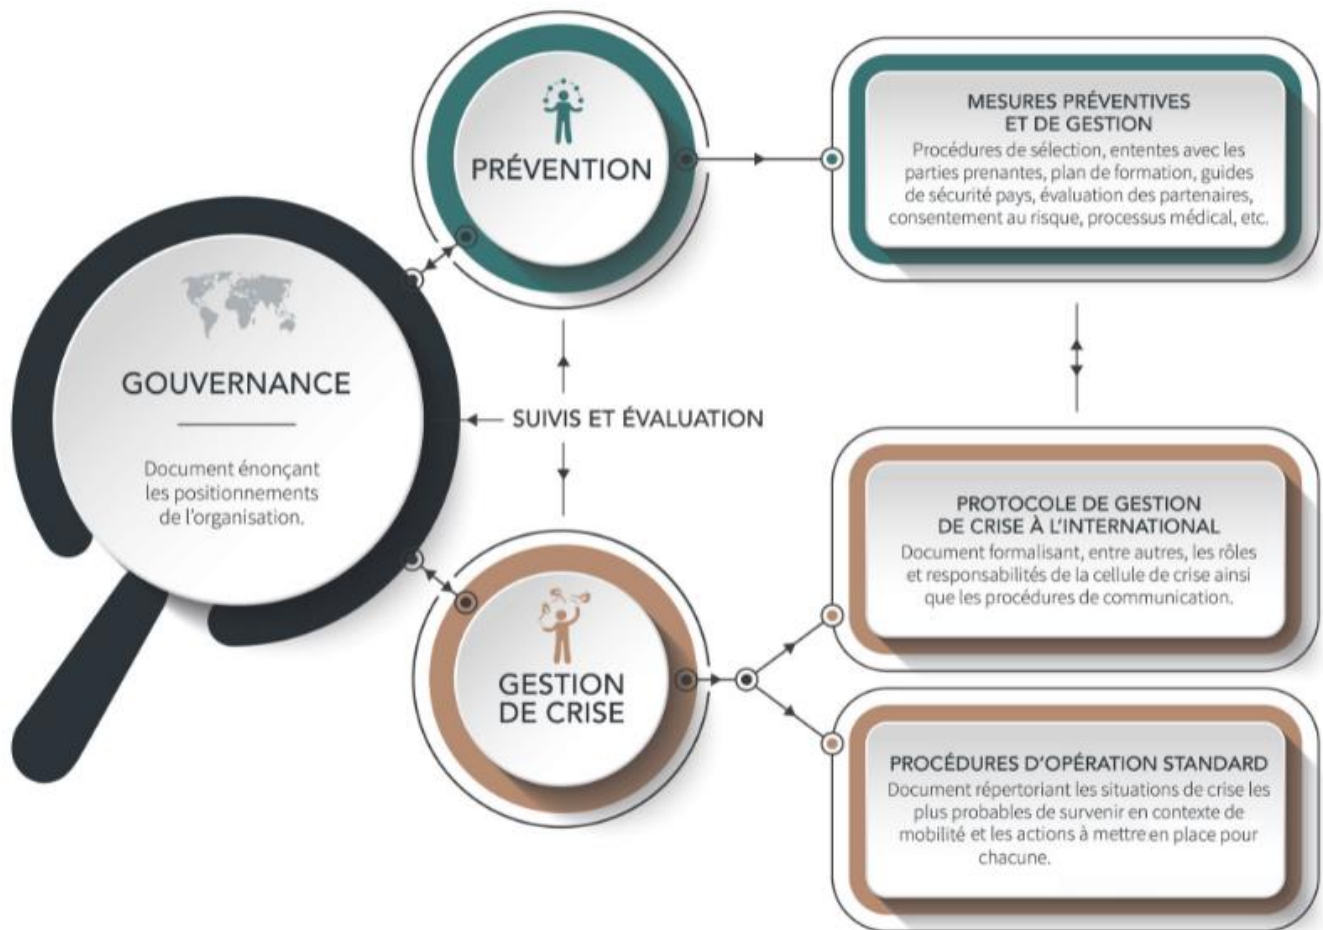 PRÉVENTION
MESURES PRÉVENTIVES
ET DE GESTION
Procédures de sélection, ententes avec les
parties prenantes, plan de formation, guides
de sécurité pays, évaluation des partenaires,
consentement au risque, processus médical, etc.
GOUVERNANCE
Document énonçant
les positionnements
de l'organisation.
SUIVIS ET ÉVALUATION
GESTION
DE CRISE
PROTOCOLE DE GESTION
DE CRISE À L'INTERNATIONAL
Document formalisant, entre autres, les rôles
et responsabilités de la cellule de crise ainsi
que les procédures de communication.
PROCÉDURES D'OPÉRATION STANDARD
Document répertoriant les situations de crise les
plus probables de survenir en contexte de
mobilité et les actions à mettre en place pour
chacune.